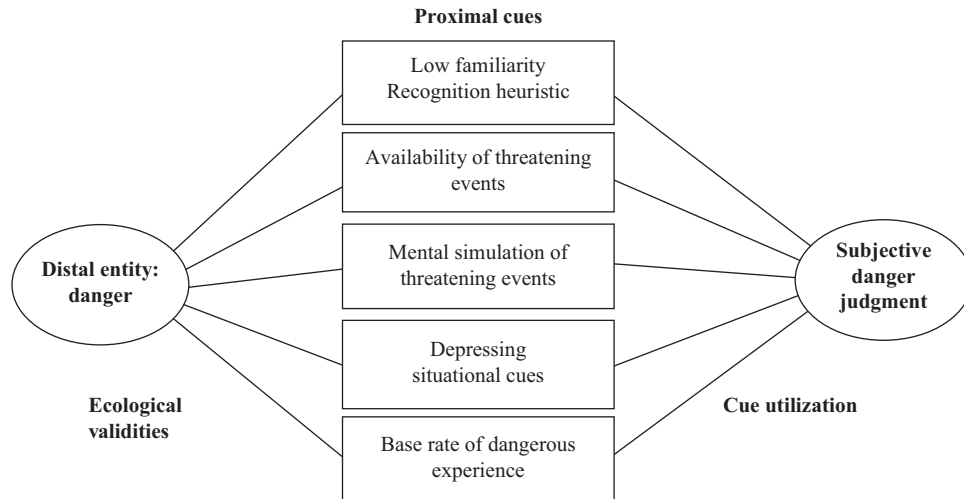 Proximal cues
Low familiarity
Recognition heuristic
Availability of threatening
events
Mental simulation of
threatening events
Depressing
situational cues
Base rate of dangerous
experience
Distal entity:
danger
Subjective
danger
judgment
Ecological
validities
Cue utilization